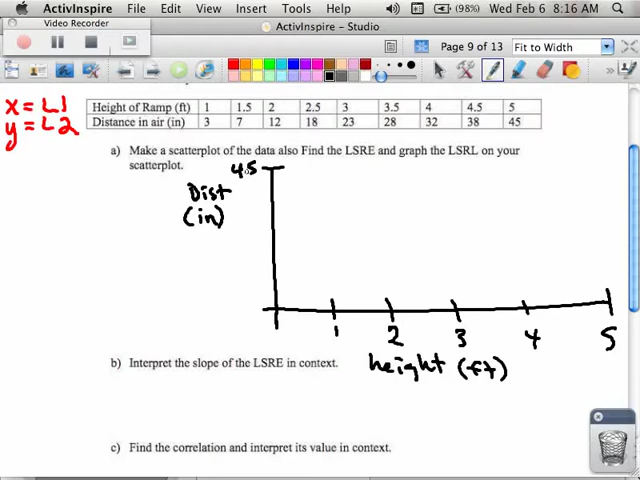 ActivInspire File Edit View Insert Tools Help (98%) Wed Feb 6 8:16 AM
Video Recorder
ActivInspire - Studio
Page 9 of 13 Fit to Width
x = L1
y = L2
Height of Ramp (ft) 1 1.5 2 2.5 3 3.5 4 4.5 5
Distance in air (in) 3 7 12 18 23 28 32 38 45
a) Make a scatterplot of the data also Find the LSRE and graph the LSRL on your
scatterplot.
45
Dist
(in)
1 2 3 4 5
height (ft)
b) Interpret the slope of the LSRE in context.
c) Find the correlation and interpret its value in context.